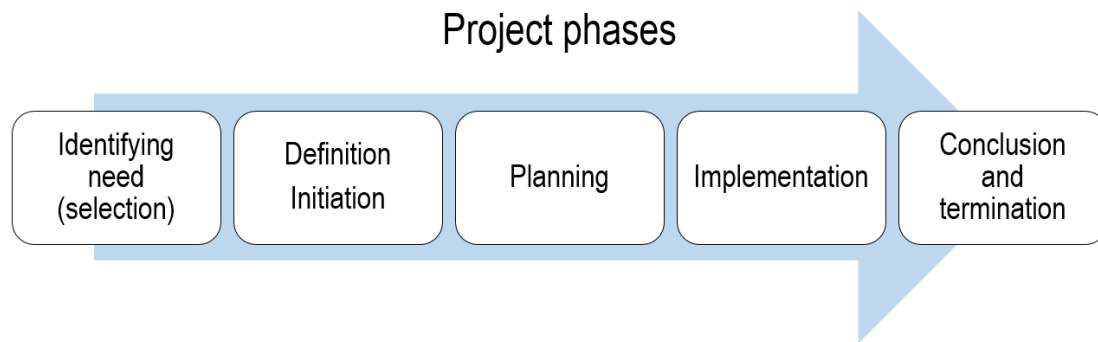 Project phases
Identifying
need
(selection)
Definition
Initiation
Planning
Implementation
Conclusion
and
termination